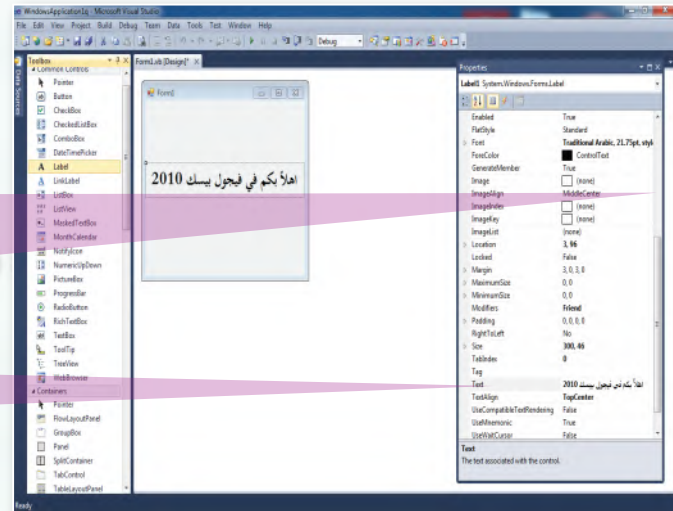 WindowsApplication1q - Microsoft Visual Studio
File Edit View Project Build Debug Team Data Tools Test Window Help
Debug
Data Sources
Toolbox
Common Controls
Pointer
Button
CheckBox
CheckedListBox
ComboBox
DateTimePicker
Label
LinkLabel
ListBox
ListView
MaskedTextBox
MonthCalendar
NotifyIcon
NumericUpDown
PictureBox
ProgressBar
RadioButton
RichTextBox
TextBox
ToolTip
TreeView
WebBrowser
Containers
Pointer
FlowLayoutPanel
GroupBox
Panel
SplitContainer
TabControl
TableLayoutPanel
Form1.vb [Design]*
Form1
اهلاً بكم في فيجول بيسك 2010
Properties
Label1 System.Windows.Forms.Label
Enabled True
FlatStyle Standard
Font Traditional Arabic, 21.75pt, styl
ForeColor ControlText
GenerateMember True
Image (none)
ImageAlign MiddleCenter
ImageIndex (none)
ImageKey (none)
ImageList (none)
Location 3, 96
Locked False
Margin 3, 0, 3, 0
MaximumSize 0, 0
MinimumSize 0, 0
Modifiers Friend
Padding 0, 0, 0, 0
RightToLeft No
Size 300, 46
TabIndex 0
Tag
Text اهلاً بكم في فيجول بيسك 2010
TextAlign TopCenter
UseCompatibleTextRendering False
UseMnemonic True
UseWaitCursor False
Text
The text associated with the control.
Ready